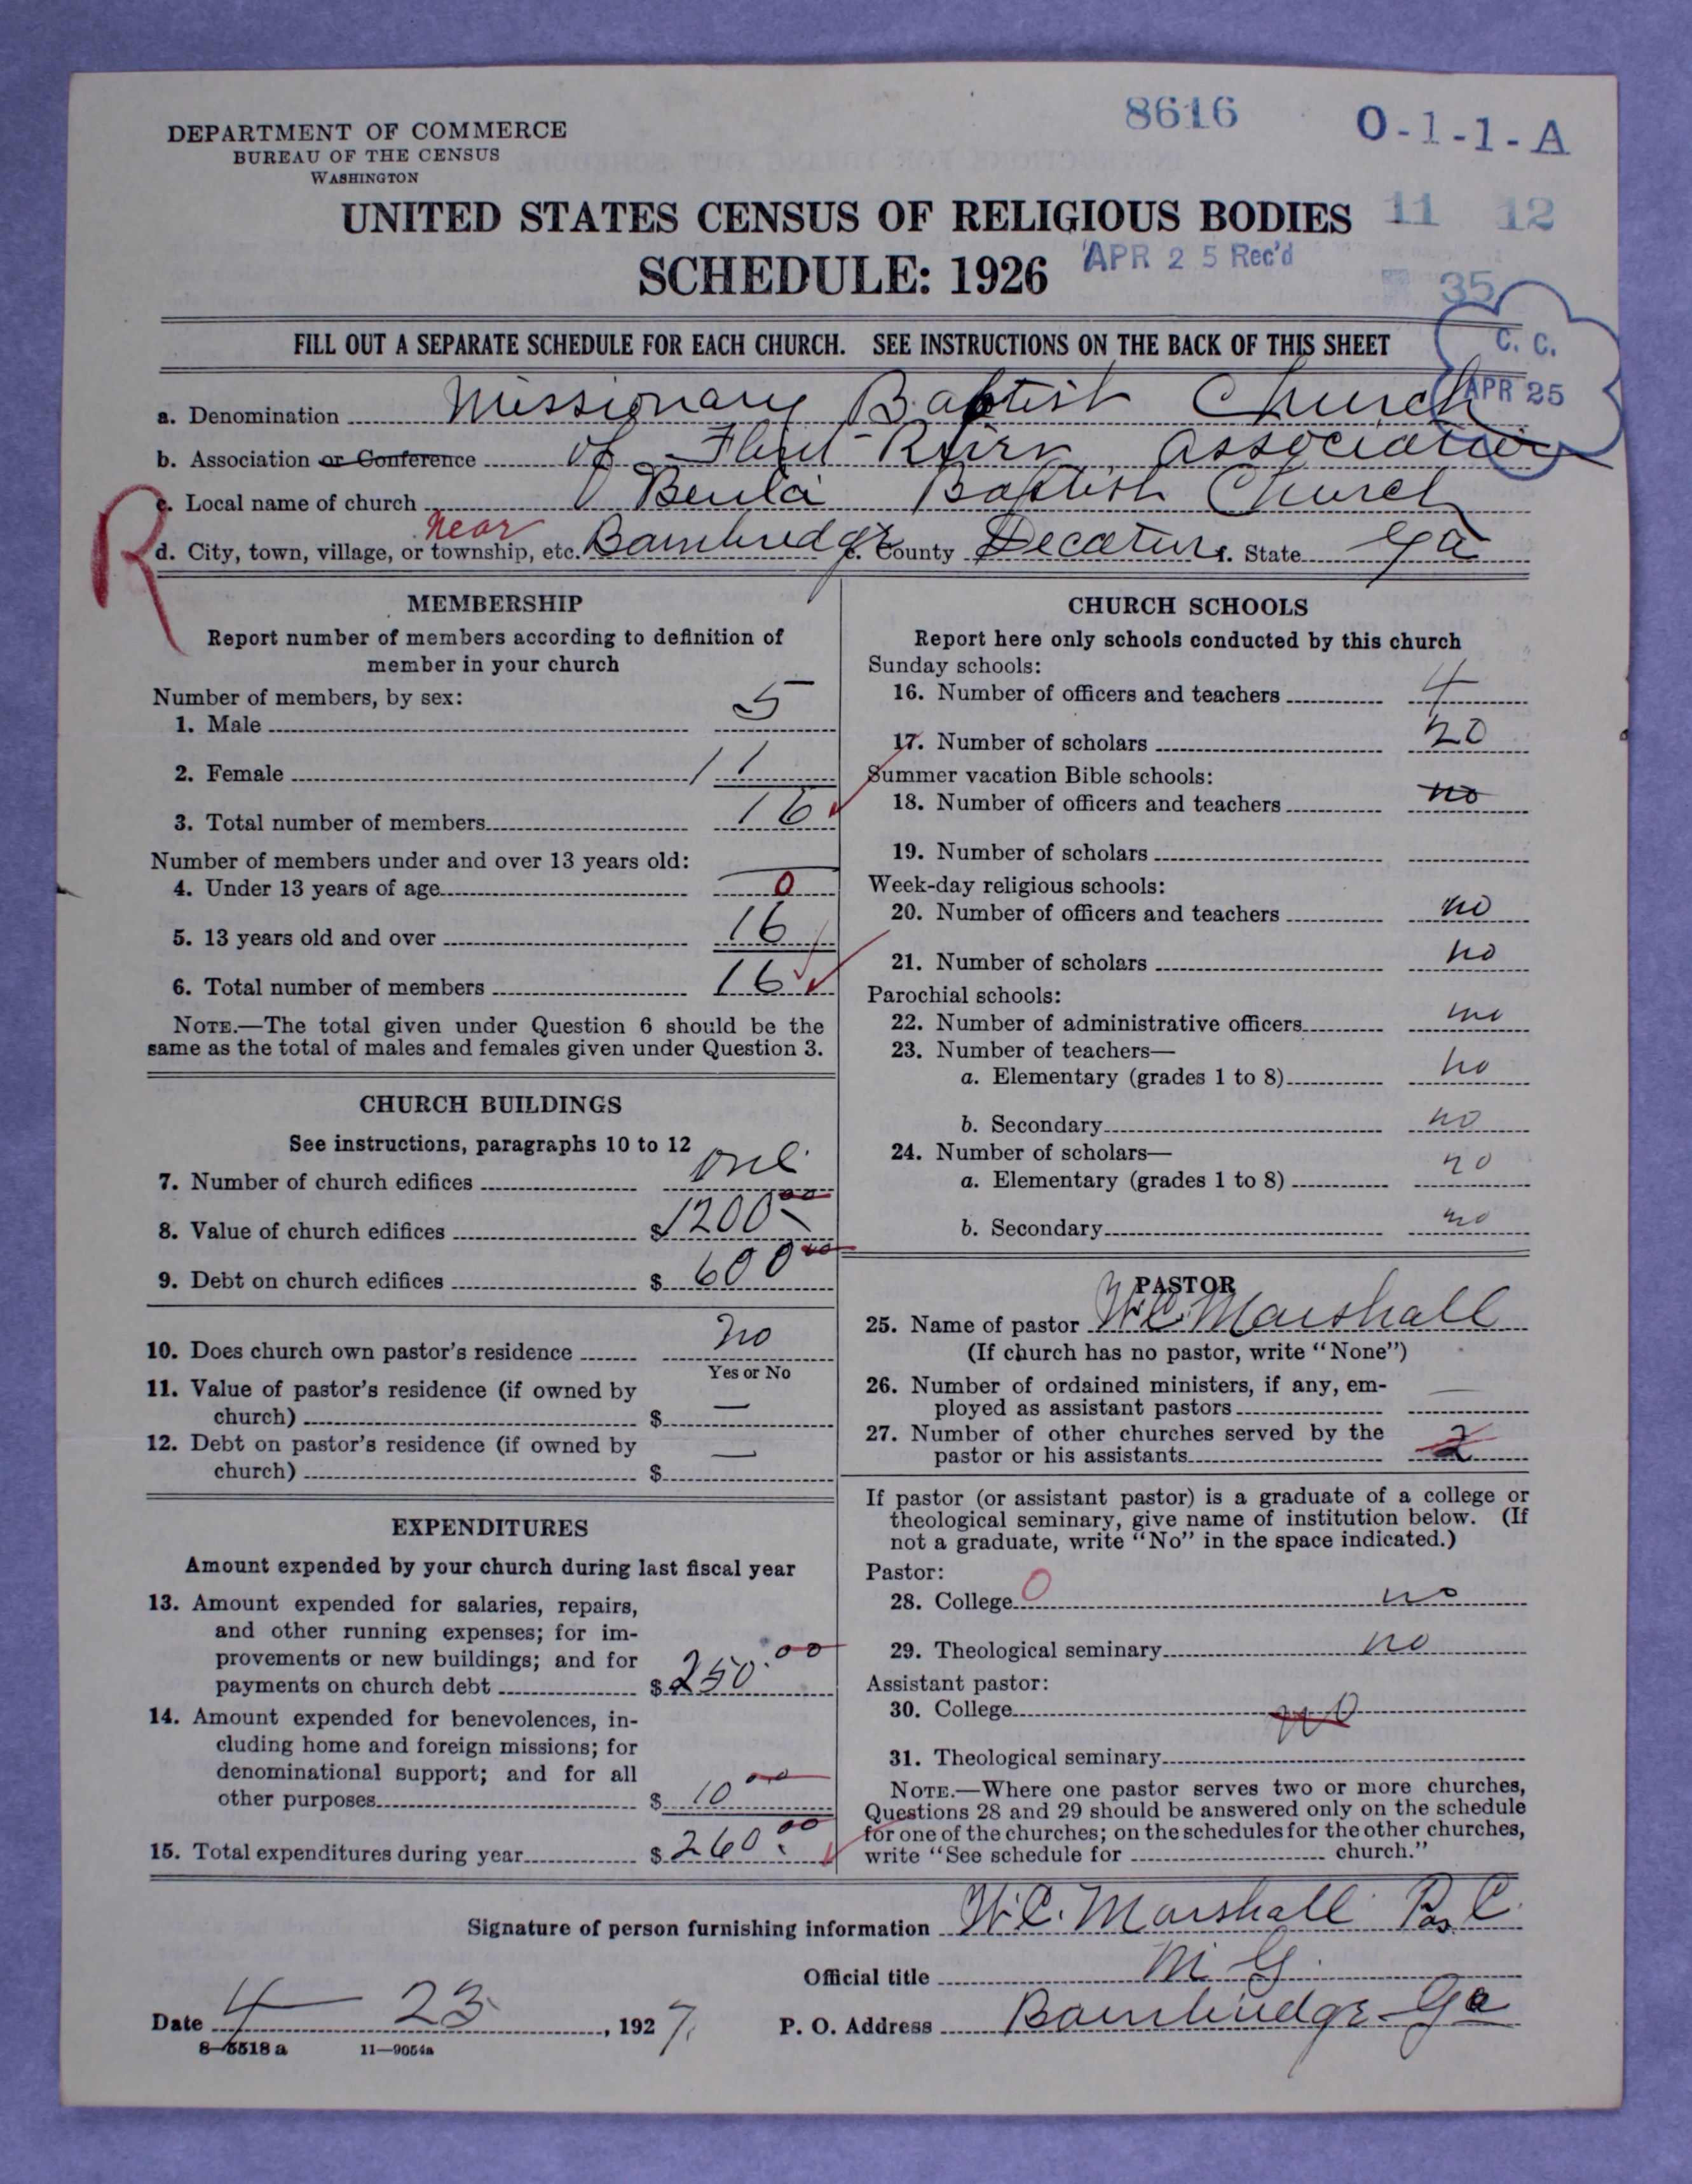 8616
O-1-1-A
DEPARTMENT OF COMMERCE
BUREAU OF THE CENSUS
WASHINGTON
UNITED STATES CENSUS OF RELIGIOUS BODIES
11 12
SCHEDULE: 1926
APR 25 Rec'd
35
FILL OUT A SEPARATE SCHEDULE FOR EACH CHURCH. SEE INSTRUCTIONS ON THE BACK OF THIS SHEET
C. C.
APR 25
a. Denomination Missionary Baptist Church
b. Association or Conference of Flint River Association
c. Local name of church Beula Baptist Church
R
near
d. City, town, village, or township, etc. Bainbridge e. County Decatur f. State Ga
MEMBERSHIP
Report number of members according to definition of
member in your church
Number of members, by sex:
1. Male 5
2. Female 11
3. Total number of members 16
Number of members under and over 13 years old:
4. Under 13 years of age 0
5. 13 years old and over 16
6. Total number of members 16
NOTE.—The total given under Question 6 should be the
same as the total of males and females given under Question 3.
CHURCH BUILDINGS
See instructions, paragraphs 10 to 12
7. Number of church edifices one
8. Value of church edifices $1200.00
9. Debt on church edifices $600.00
10. Does church own pastor's residence no
Yes or No
11. Value of pastor's residence (if owned by
church) $ —
12. Debt on pastor's residence (if owned by
church) $ —
EXPENDITURES
Amount expended by your church during last fiscal year
13. Amount expended for salaries, repairs,
and other running expenses; for im-
provements or new buildings; and for
payments on church debt $250.00
14. Amount expended for benevolences, in-
cluding home and foreign missions; for
denominational support; and for all
other purposes $10 00
15. Total expenditures during year $260.00
CHURCH SCHOOLS
Report here only schools conducted by this church
Sunday schools:
16. Number of officers and teachers 4
17. Number of scholars 20
Summer vacation Bible schools:
18. Number of officers and teachers no
19. Number of scholars
Week-day religious schools:
20. Number of officers and teachers no
21. Number of scholars no
Parochial schools:
22. Number of administrative officers no
23. Number of teachers—
a. Elementary (grades 1 to 8) no
b. Secondary no
24. Number of scholars—
a. Elementary (grades 1 to 8) no
b. Secondary no
PASTOR
25. Name of pastor W.C. Marshall
(If church has no pastor, write "None")
26. Number of ordained ministers, if any, em-
ployed as assistant pastors —
27. Number of other churches served by the
pastor or his assistants 2
If pastor (or assistant pastor) is a graduate of a college or
theological seminary, give name of institution below. (If
not a graduate, write "No" in the space indicated.)
Pastor:
28. College 0 no
29. Theological seminary no
Assistant pastor:
30. College no
31. Theological seminary
NOTE.—Where one pastor serves two or more churches,
Questions 28 and 29 should be answered only on the schedule
for one of the churches; on the schedules for the other churches,
write "See schedule for church."
Signature of person furnishing information W.C. Marshall Pas. C.
Official title M G.
Date 4 — 23, 1927.
P. O. Address Bainbridge Ga
8—5518 a 11—9054a